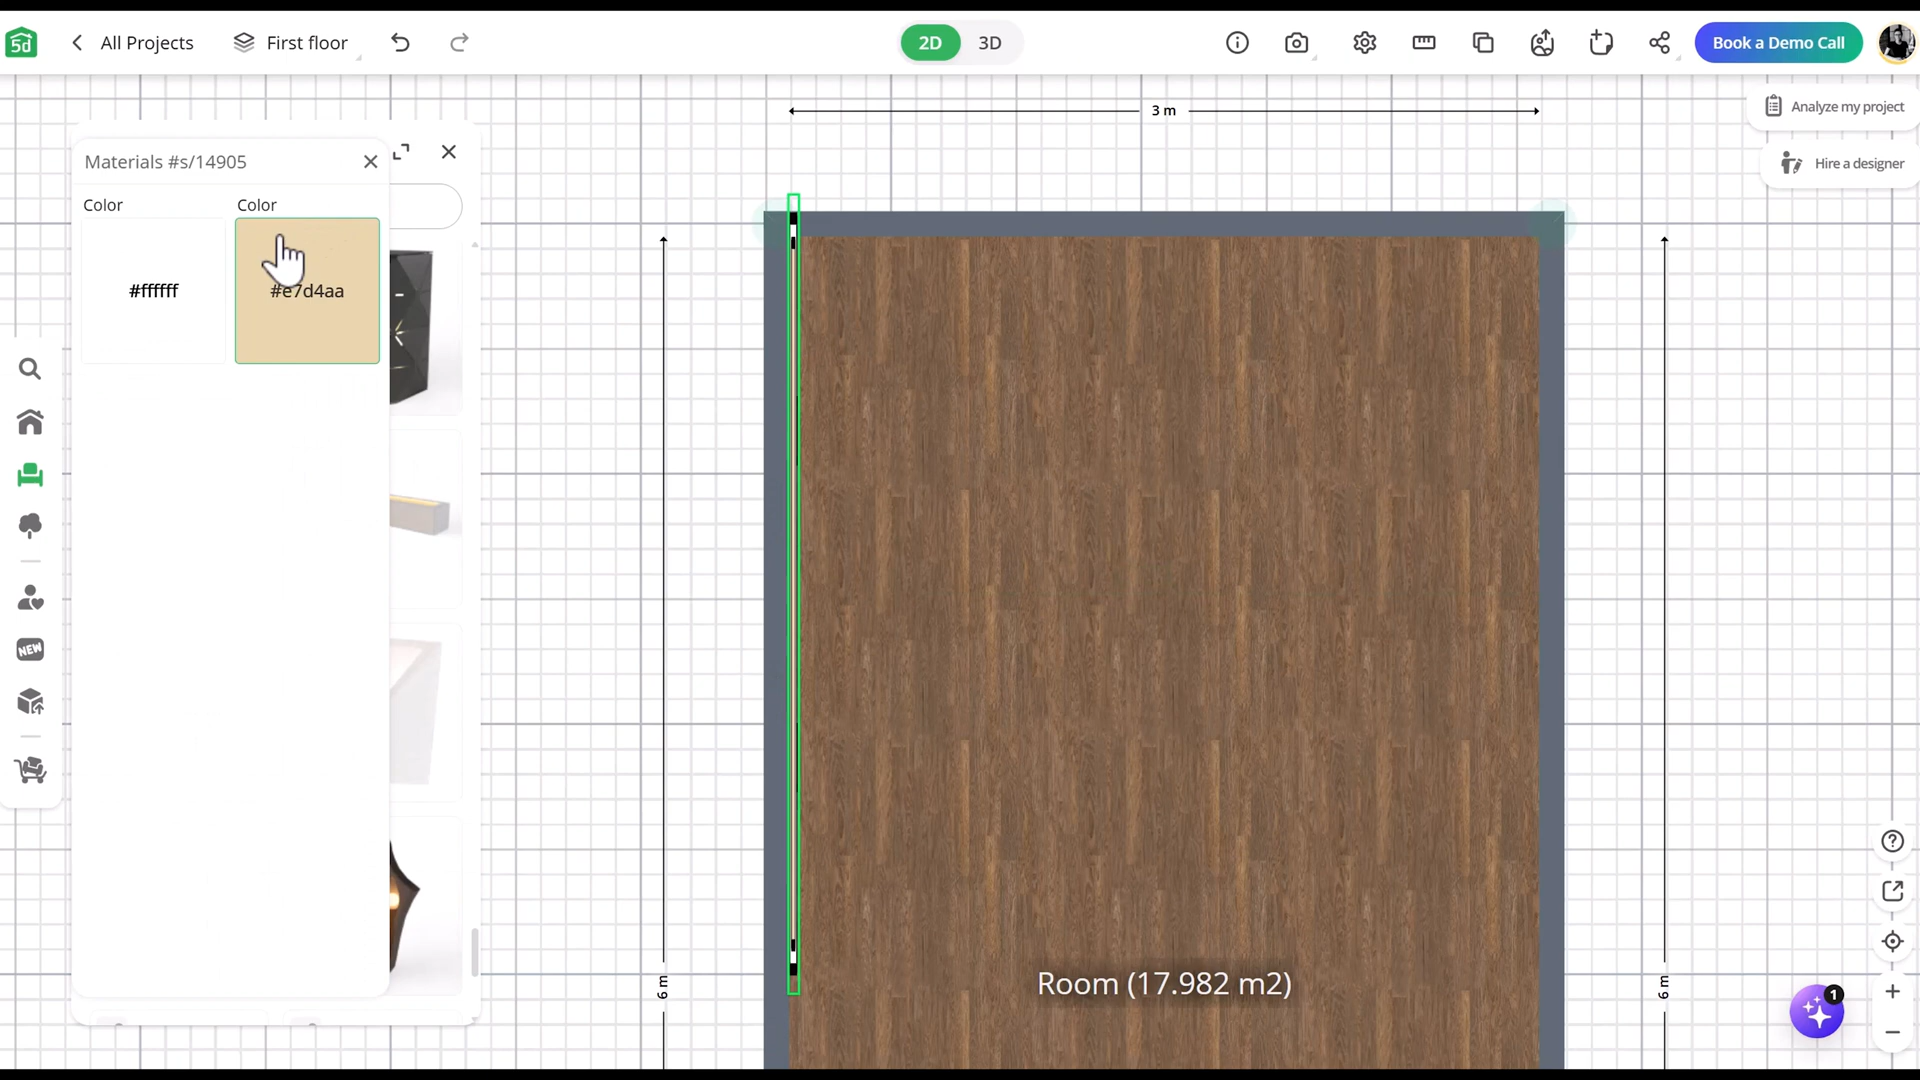 5d
All Projects
First floor
2D
3D
Book a Demo Call
Analyze my project
Hire a designer
Materials #s/14905
Color
Color
#ffffff
#e7d4aa
NEW
3 m
6 m
6 m
Room (17.982 m2)
1